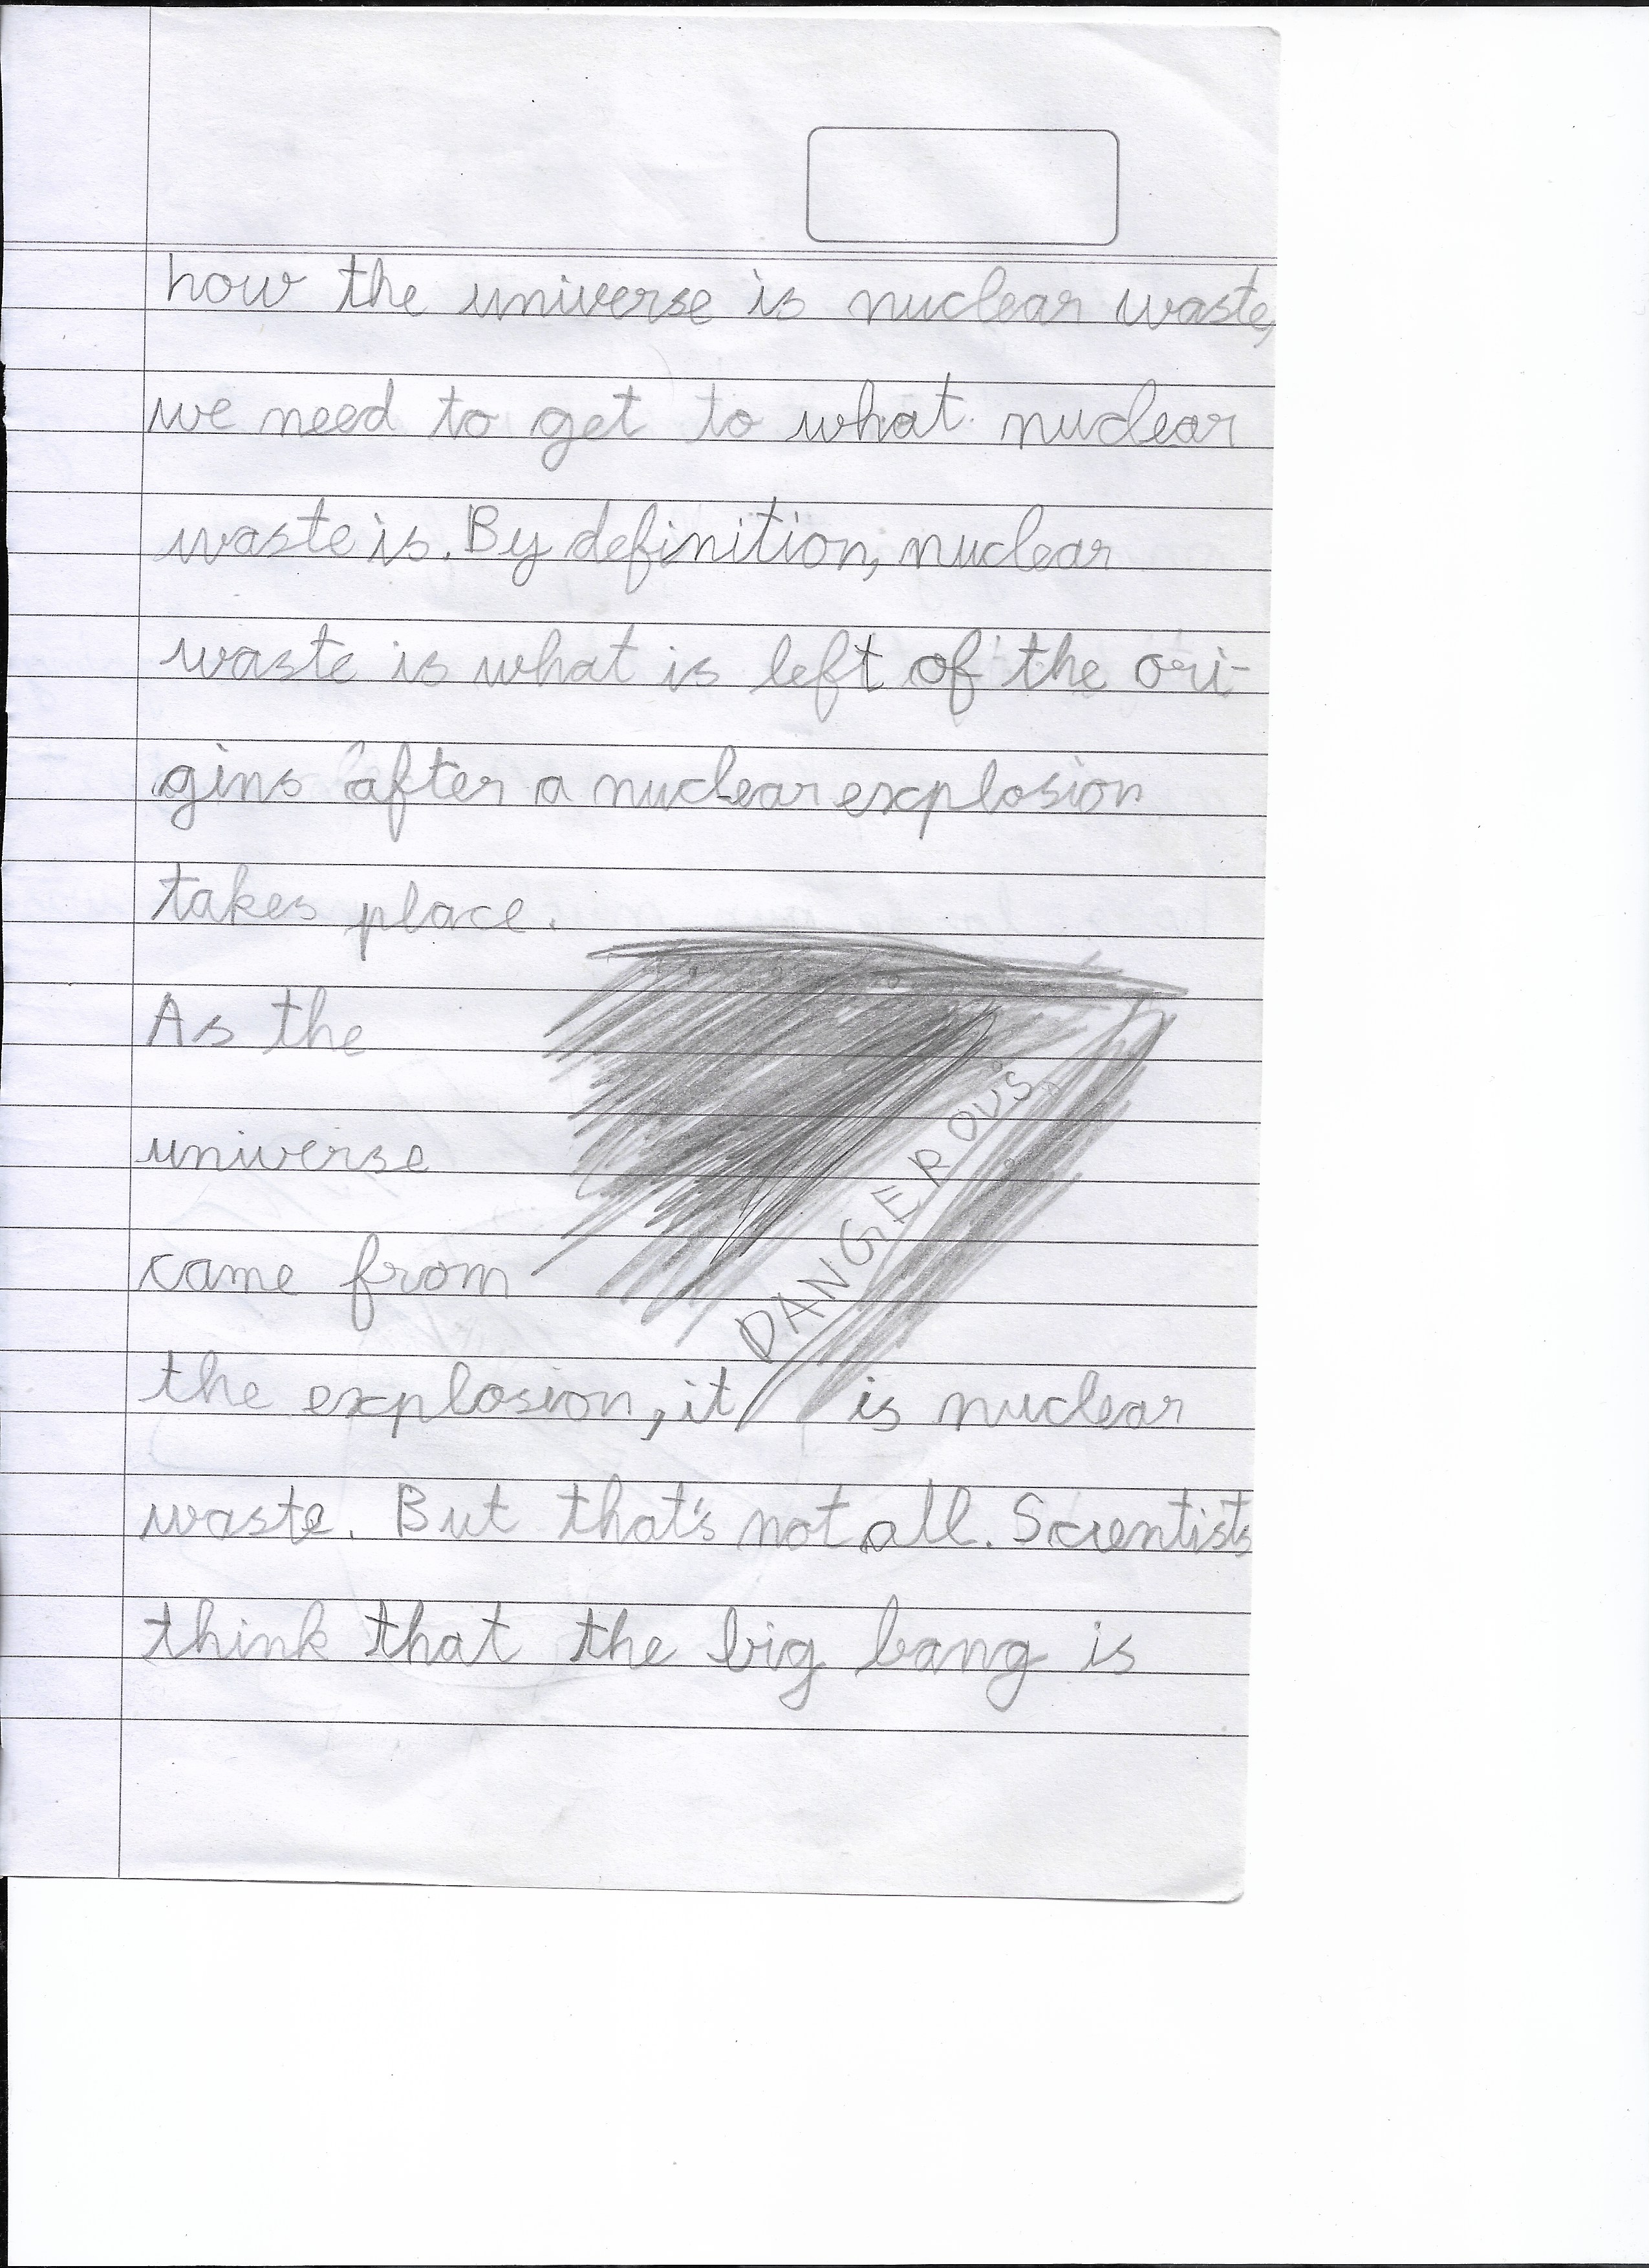 how the universe is nuclear waste,
we need to get to what nuclear
waste is. By definition, nuclear
waste is what is left of the ori-
gins after a nuclear explosion
takes place.
As the
universe
came from
DANGEROUS
the explosion, it is nuclear
waste. But that's not all. Scientists
think that the big bang is